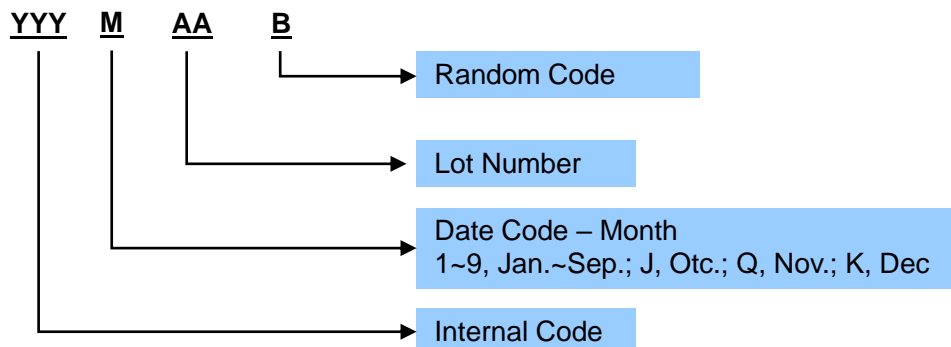 YYY M AA B
Random Code
Lot Number
Date Code – Month
1~9, Jan.~Sep.; J, Otc.; Q, Nov.; K, Dec
Internal Code